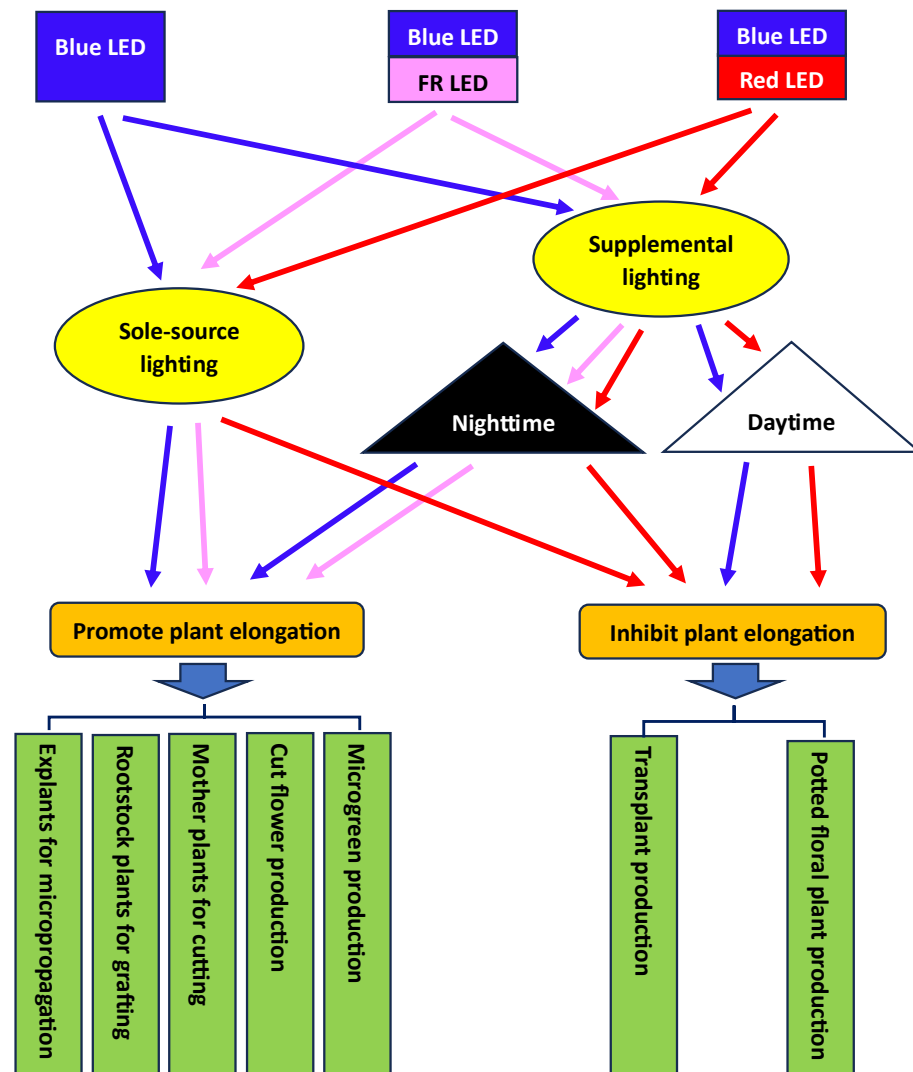 Blue LED
Blue LED
FR LED
Blue LED
Red LED
Supplemental
lighting
Sole-source
lighting
Nighttime
Daytime
Promote plant elongation
Inhibit plant elongation
Explants for micropropagation
Rootstock plants for grafting
Mother plants for cutting
Cut flower production
Microgreen production
Transplant production
Potted floral plant production